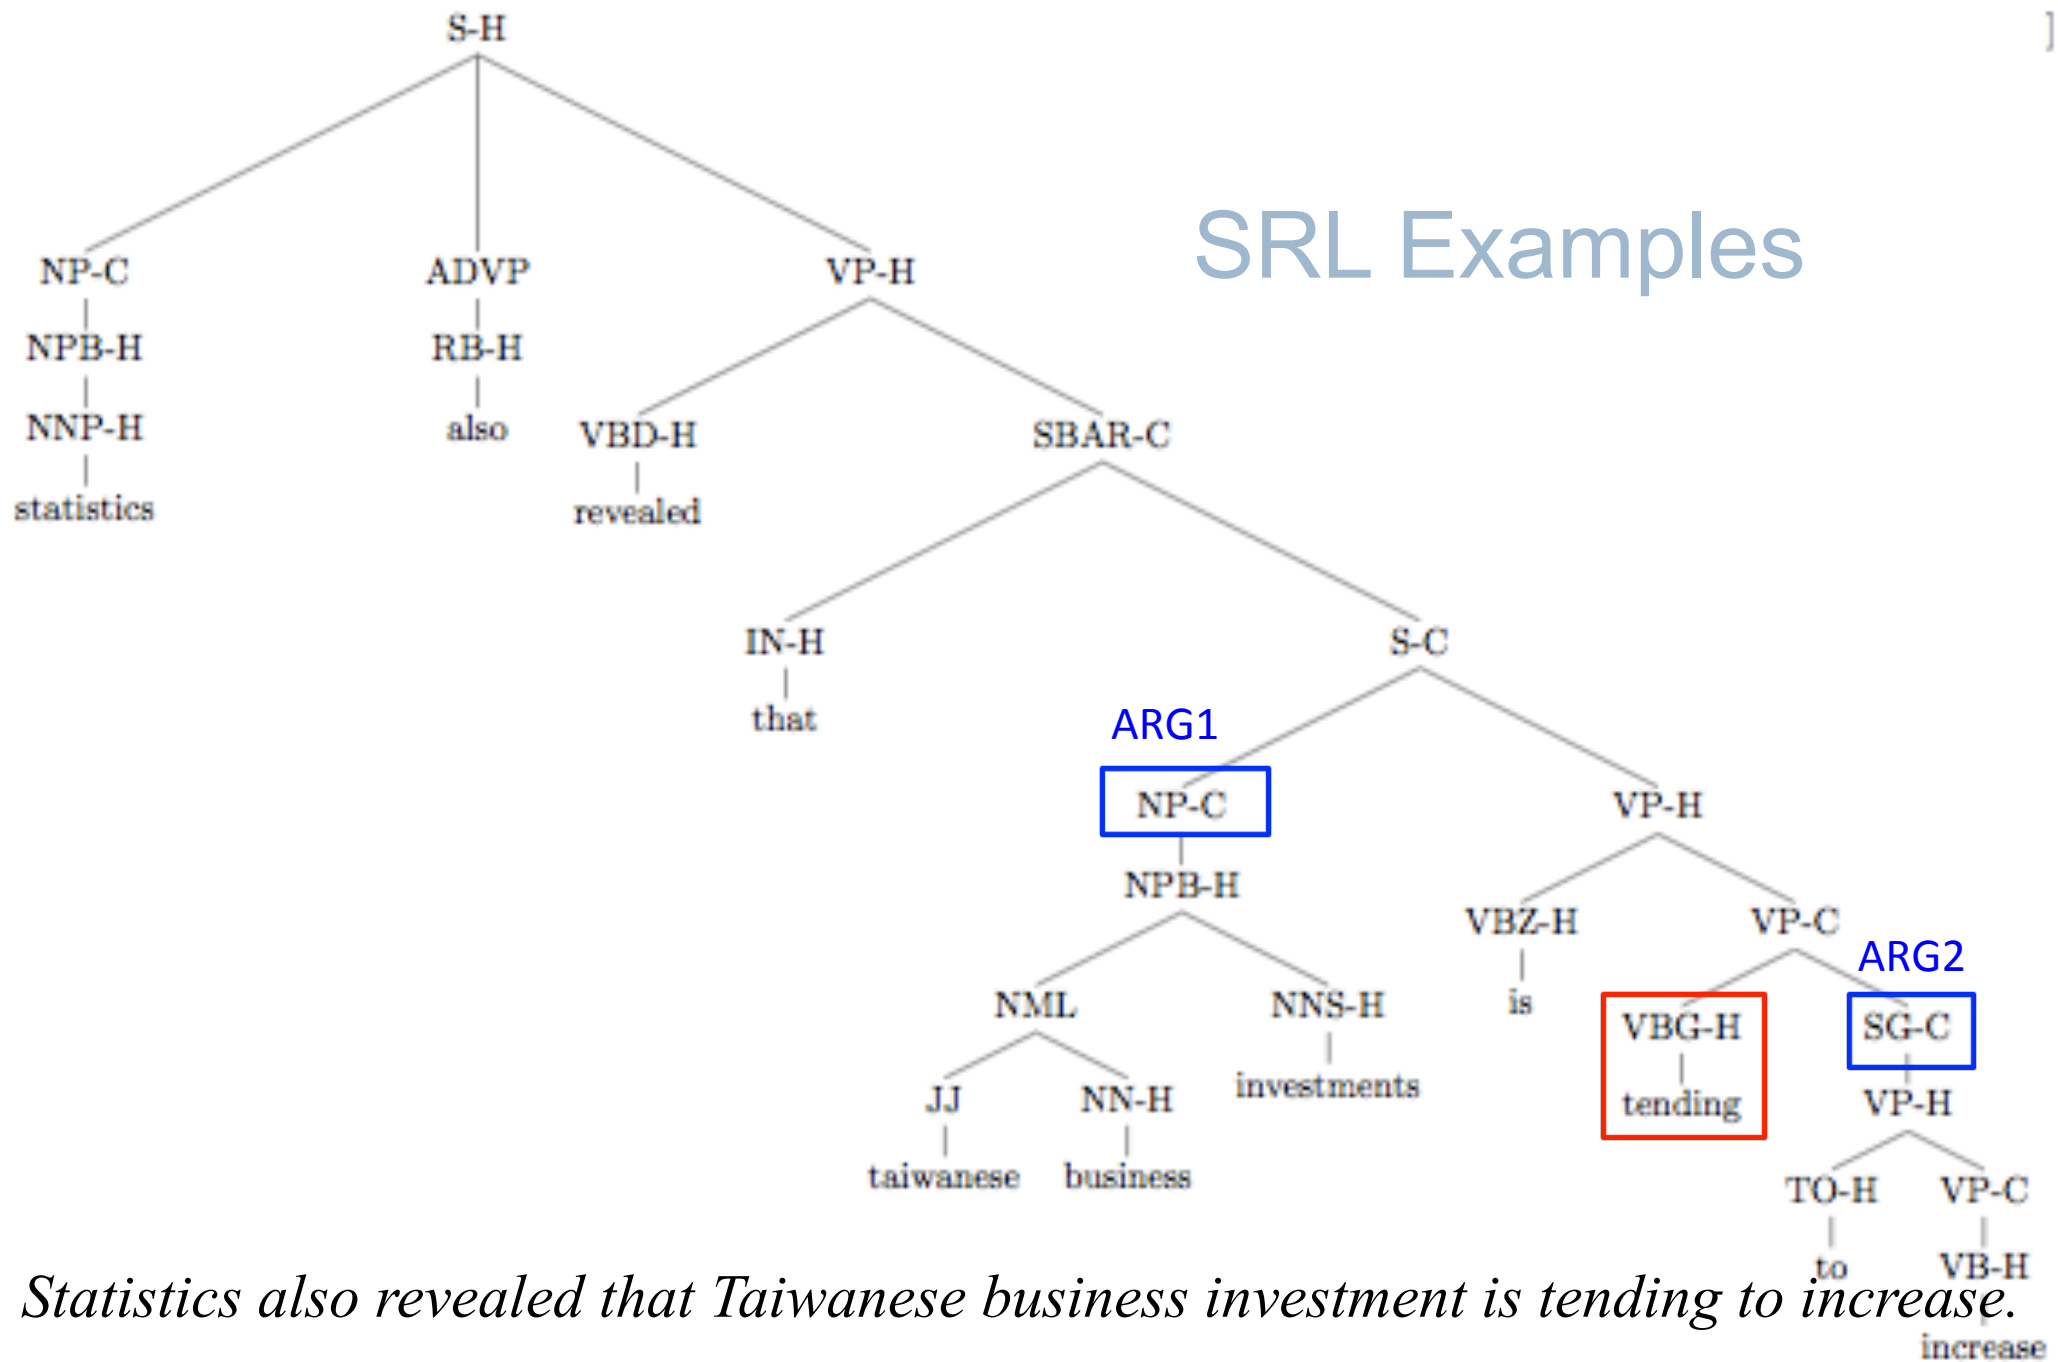 S-H ]
SRL Examples
NP-C ADVP VP-H
NPB-H RB-H
NNP-H also VBD-H SBAR-C
statistics revealed
IN-H S-C
that ARG1
NP-C VP-H
NPB-H VBZ-H VP-C
ARG2
NML NNS-H is VBG-H SG-C
JJ NN-H investments tending VP-H
taiwanese business TO-H VP-C
to VB-H
Statistics also revealed that Taiwanese business investment is tending to increase.
increase